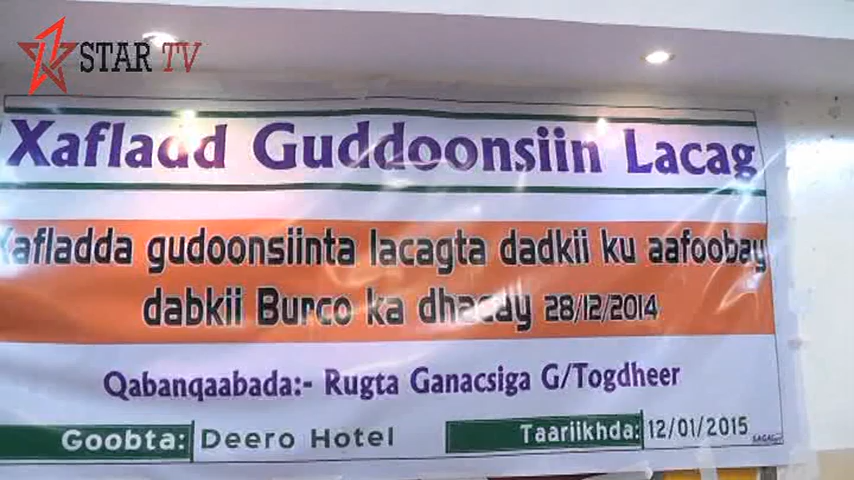 STAR TV
Xafladd Guddoonsiin Lacag
Xafladda gudoonsiinta lacagta dadkii ku aafoobay
dabkii Burco ka dhacay 28/12/2014
Qabanqaabada:- Rugta Ganacsiga G/Togdheer
Goobta: Deero Hotel Taariikhda: 12/01/2015